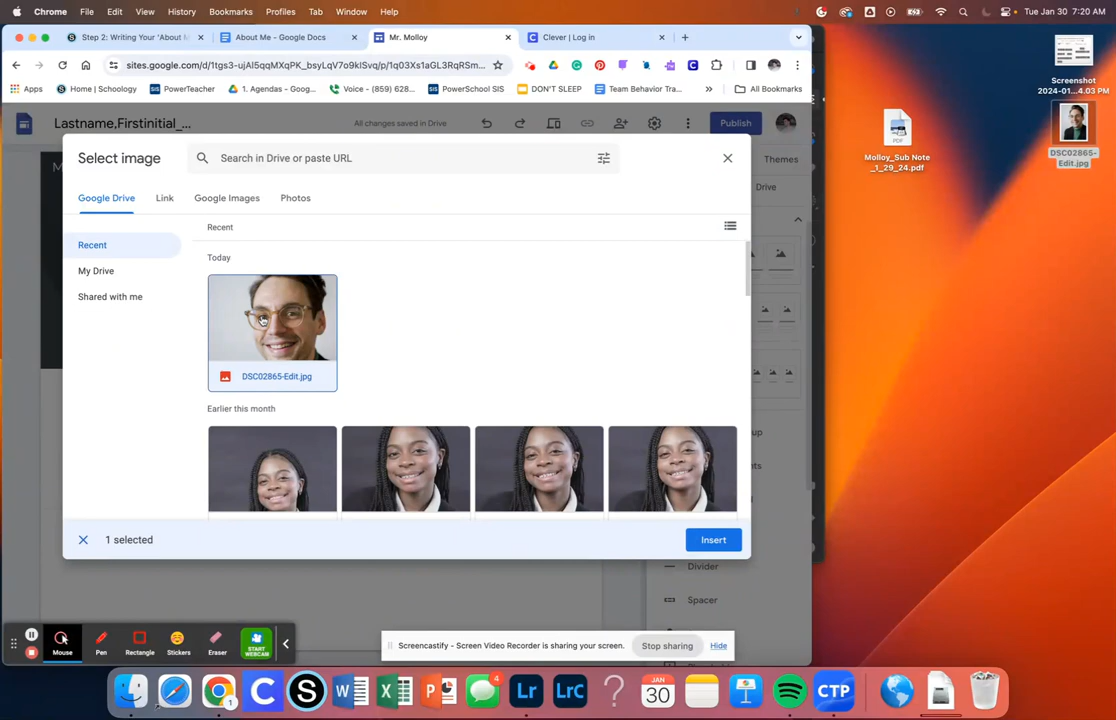 Chrome File Edit View History Bookmarks Profiles Tab Window Help
Tue Jan 30 7:20 AM
Step 2: Writing Your 'About M
About Me - Google Docs
Mr. Molloy
Clever | Log in
sites.google.com/d/1tgs3-ujAI5qqMXqPK_bsyLqV7o9kISvq/p/1q03Xs1aGL3RqRSm...
Apps
Home | Schoology
PowerTeacher
1. Agendas – Goog...
Voice - (859) 628...
PowerSchool SIS
DON'T SLEEP
Team Behavior Tra...
All Bookmarks
Lastname,Firstinitial_...
All changes saved in Drive
Publish
Select image
Search in Drive or paste URL
Themes
Drive
Google Drive
Link
Google Images
Photos
Recent
My Drive
Shared with me
Recent
Today
DSC02865-Edit.jpg
Earlier this month
1 selected
Insert
Divider
Spacer
Mouse
Pen
Rectangle
Stickers
Eraser
START WEBCAM
Screencastify - Screen Video Recorder is sharing your screen.
Stop sharing
Hide
Screenshot
2024-01...4.03 PM
DSC02865-
Edit.jpg
PDF
Molloy_Sub Note
_1_29_24.pdf
4
1
JAN
30
Lr
LrC
CTP